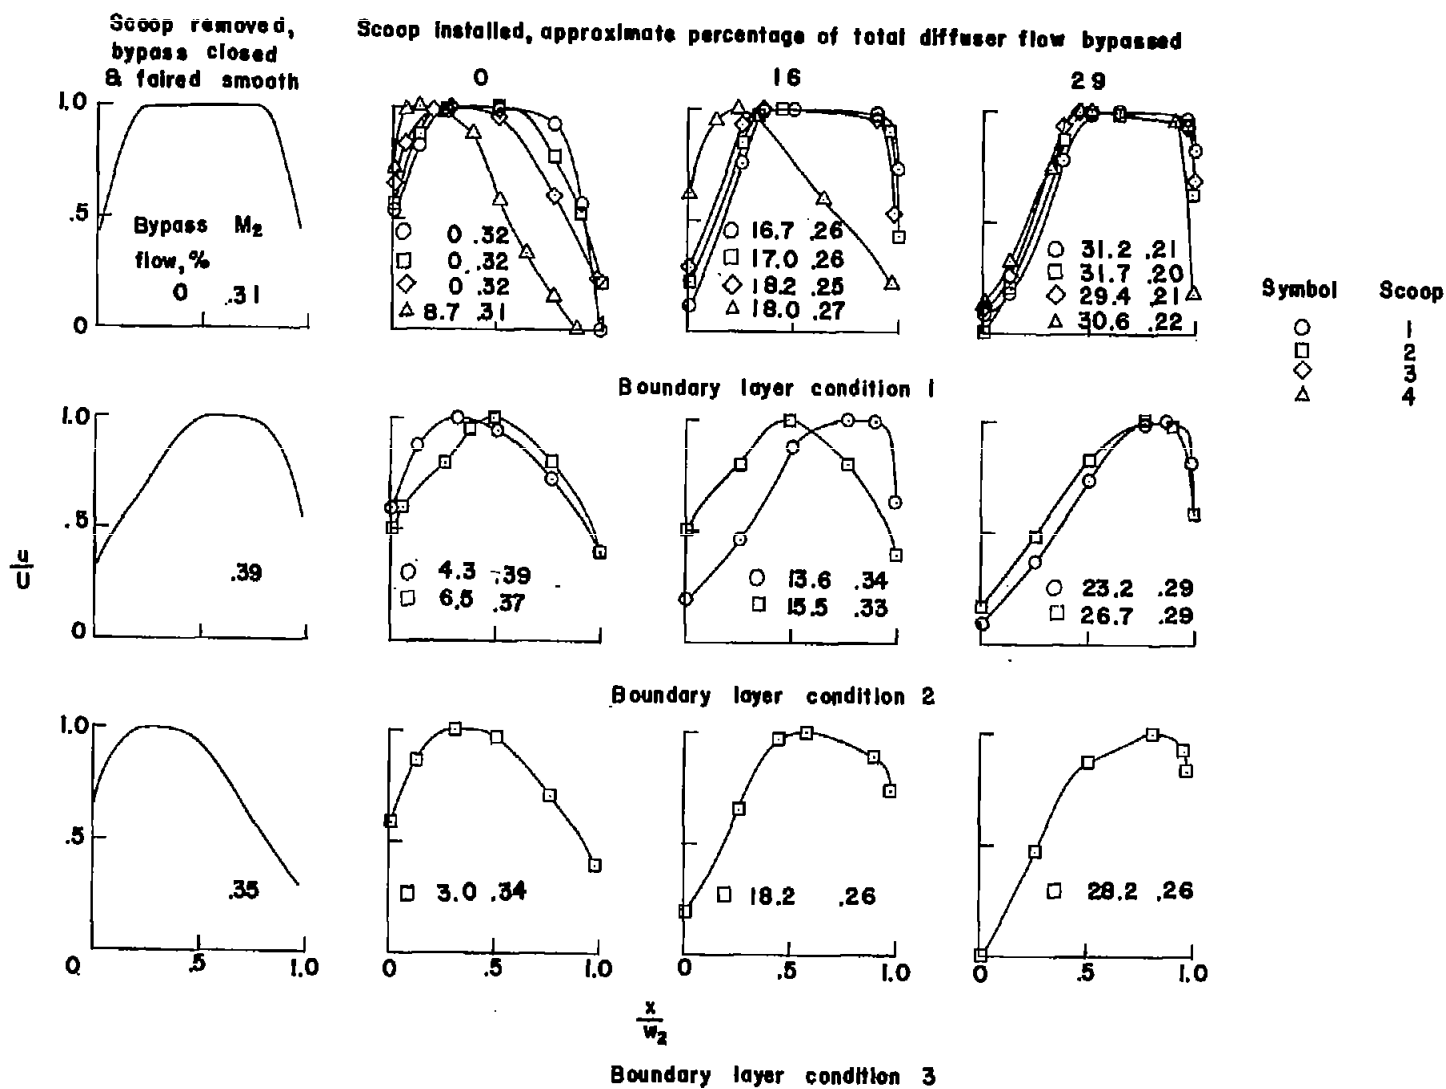 Scoop removed,
bypass closed
& faired smooth
Scoop installed, approximate percentage of total diffuser flow bypassed
0
16
29
1.0
.5
0
Bypass M2
flow, %
0 .31
0 .32
0 .32
0 .32
8.7 .31
16.7 .26
17.0 .26
18.2 .25
18.0 .27
31.2 .21
31.7 .20
29.4 .21
30.6 .22
Symbol Scoop
1
2
3
4
Boundary layer condition 1
1.0
.5
0
u
U
.39
4.3 .39
6.5 .37
13.6 .34
15.5 .33
23.2 .29
26.7 .29
Boundary layer condition 2
1.0
.5
0
.35
3.0 .34
18.2 .26
28.2 .26
.5 1.0
0 .5 1.0
0 .5 1.0
0 .5 1.0
x
W2
Boundary layer condition 3